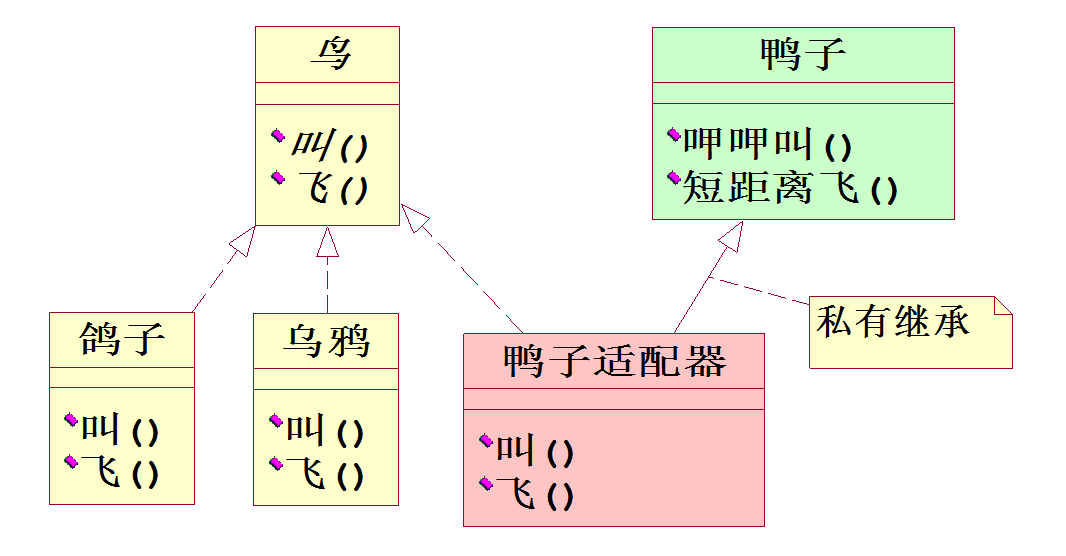 鸟
叫()
飞()
鸭子
呷呷叫()
短距离飞()
鸽子
叫()
飞()
乌鸦
叫()
飞()
鸭子适配器
叫()
飞()
私有继承